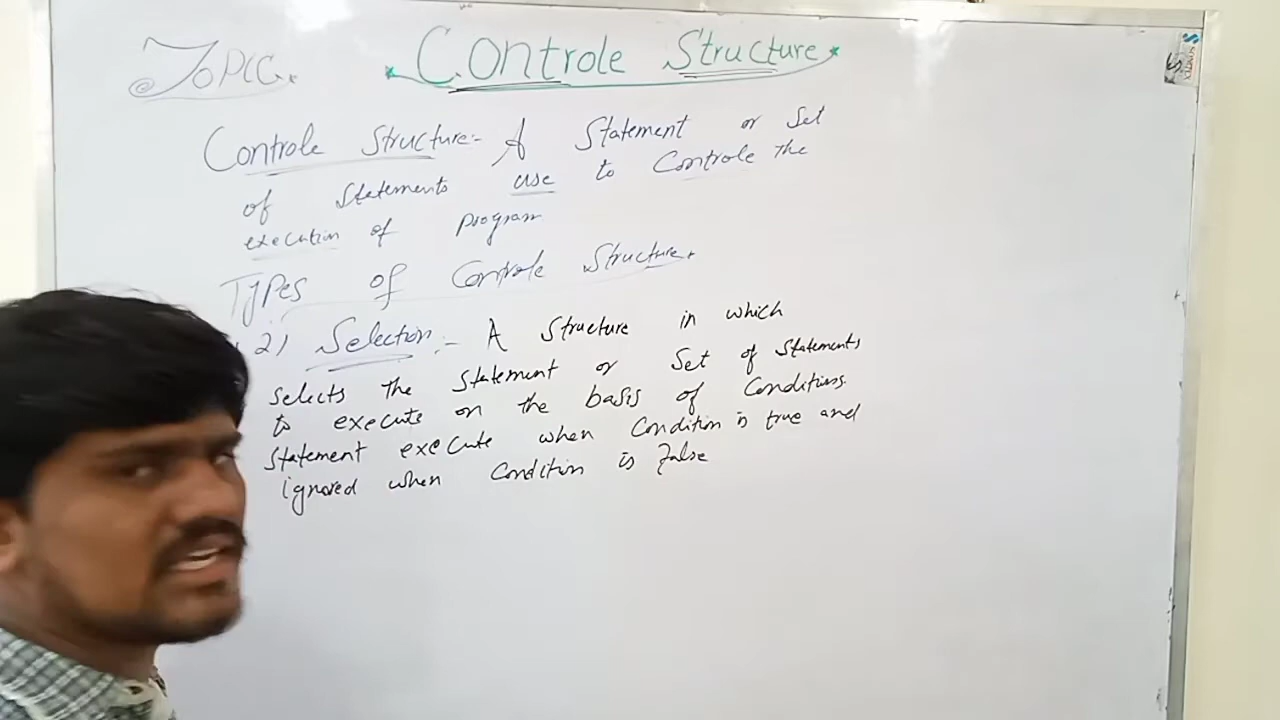 TOPIC.
Controle Structure
Controle Structure:- A Statement or Set
of Statements use to Controle the
execution of program
Types of Controle Structure.
2) Selection:- A Structure in which
selects the statement or Set of Statements
to execute on the basis of Conditions.
Statement execute when Condition is true and
ignored when Condition is False